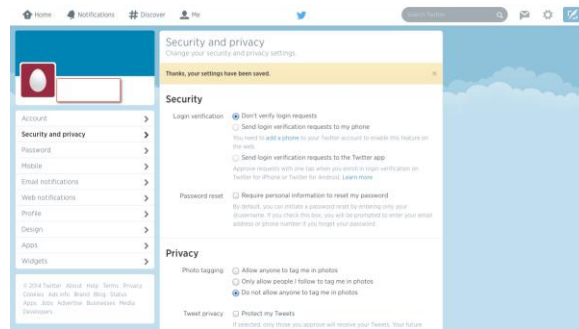 Home Notifications Discover Me Search Twitter
Security and privacy
Change your security and privacy settings.
Thanks, your settings have been saved.
Security
Login verification Don't verify login requests
Send login verification requests to my phone
You need to add a phone to your Twitter account to enable this feature on
the web.
Send login verification requests to the Twitter app
Approve requests with one tap when you enroll in login verification on
Twitter for iPhone or Twitter for Android. Learn more
Password reset Require personal information to reset my password
By default, you can initiate a password reset by entering only your
@username. If you check this box, you will be prompted to enter your email
address or phone number if you forget your password.
Privacy
Photo tagging Allow anyone to tag me in photos
Only allow people I follow to tag me in photos
Do not allow anyone to tag me in photos
Tweet privacy Protect my Tweets
If selected, only those you approve will receive your Tweets. Your future
Account
Security and privacy
Password
Mobile
Email notifications
Web notifications
Profile
Design
Apps
Widgets
© 2014 Twitter About Help Terms Privacy
Cookies Ads info Brand Blog Status
Apps Jobs Advertise Businesses Media
Developers